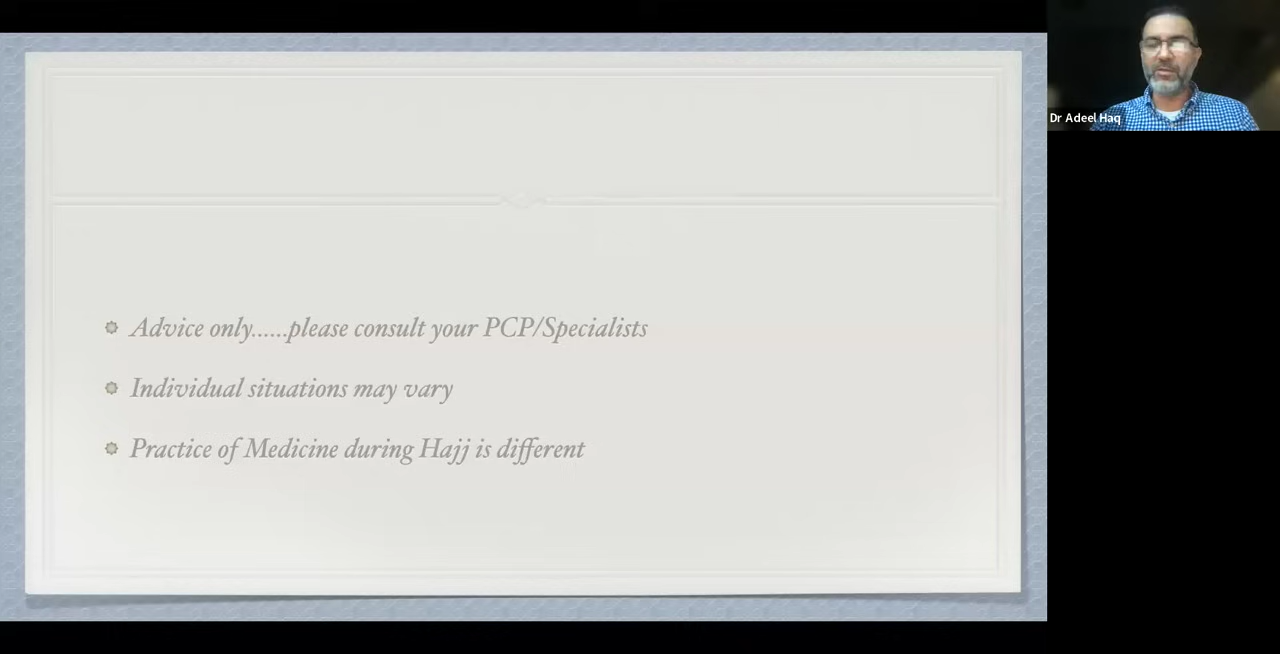 Advice only......please consult your PCP/Specialists
Individual situations may vary
Practice of Medicine during Hajj is different
Dr Adeel Haq